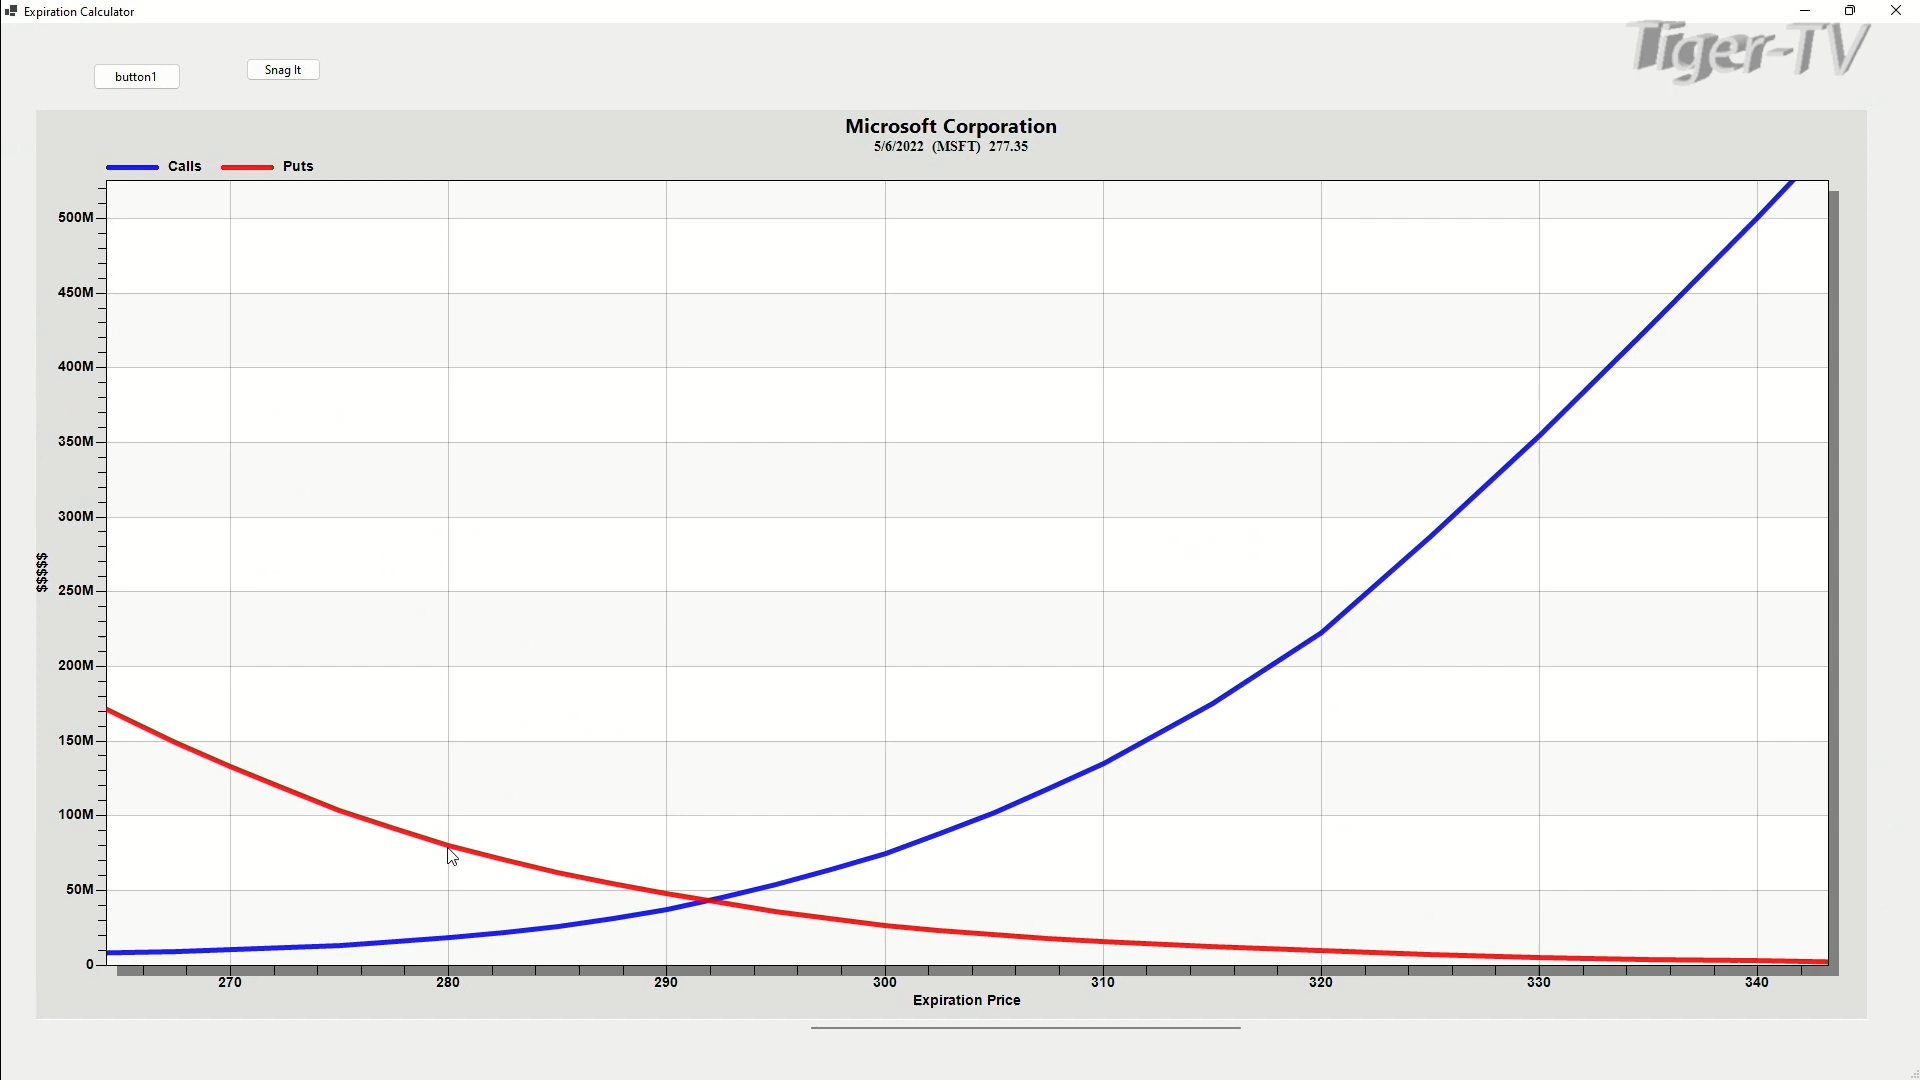 Expiration Calculator
Tiger-TV
button1
Snag It
Microsoft Corporation
5/6/2022 (MSFT) 277.35
Calls Puts
500M
450M
400M
350M
300M
250M
200M
150M
100M
50M
0
$$$$$
270 280 290 300 310 320 330 340
Expiration Price